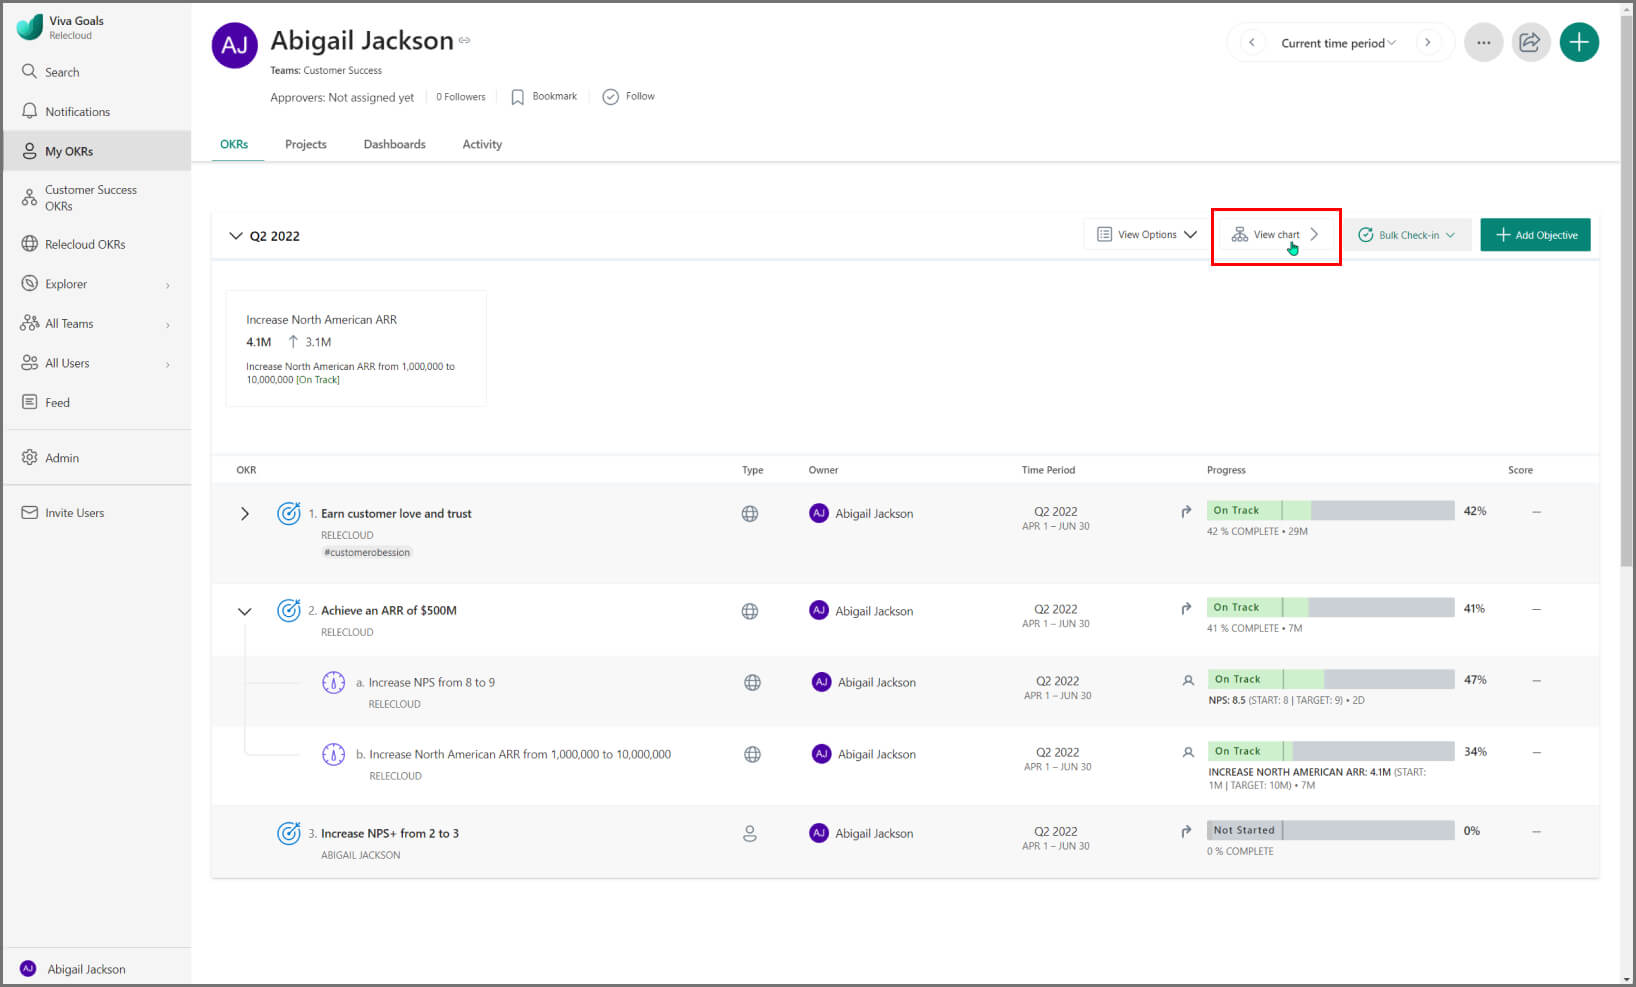 Viva Goals
Relecloud
Search
Notifications
My OKRs
Customer Success
OKRs
Relecloud OKRs
Explorer
All Teams
All Users
Feed
Admin
Invite Users
AJ Abigail Jackson
AJ
Abigail Jackson
Teams: Customer Success
Approvers: Not assigned yet 0 Followers Bookmark Follow
Current time period
OKRs Projects Dashboards Activity
Q2 2022 View Options View chart Bulk Check-in Add Objective
Increase North American ARR
4.1M ↑ 3.1M
Increase North American ARR from 1,000,000 to
10,000,000 [On Track]
OKR Type Owner Time Period Progress Score
1. Earn customer love and trust AJ Abigail Jackson Q2 2022 On Track 42% —
RELECLOUD APR 1 – JUN 30 42 % COMPLETE • 29M
#customerobession
2. Achieve an ARR of $500M AJ Abigail Jackson Q2 2022 On Track 41% —
RELECLOUD APR 1 – JUN 30 41 % COMPLETE • 7M
a. Increase NPS from 8 to 9 AJ Abigail Jackson Q2 2022 On Track 47% —
RELECLOUD APR 1 – JUN 30 NPS: 8.5 (START: 8 | TARGET: 9) • 2D
b. Increase North American ARR from 1,000,000 to 10,000,000 AJ Abigail Jackson Q2 2022 On Track 34% —
RELECLOUD APR 1 – JUN 30 INCREASE NORTH AMERICAN ARR: 4.1M (START:
1M | TARGET: 10M) • 7M
3. Increase NPS+ from 2 to 3 AJ Abigail Jackson Q2 2022 Not Started 0% —
ABIGAIL JACKSON APR 1 – JUN 30 0 % COMPLETE